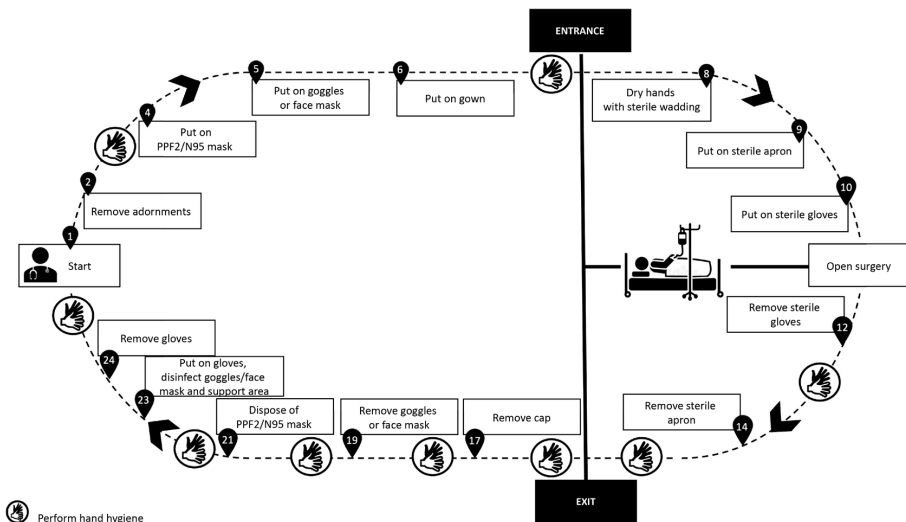 ENTRANCE
5
Put on goggles
or face mask
6
Put on gown
8
Dry hands
with sterile wadding
4
Put on
PPF2/N95 mask
9
Put on sterile apron
2
Remove adornments
10
Put on sterile gloves
1
Start
Open surgery
Remove sterile
gloves
12
Remove gloves
24
Put on gloves,
disinfect goggles/face
mask and support area
23
Dispose of
PPF2/N95 mask
21
Remove goggles
or face mask
19
Remove cap
17
Remove sterile
apron
14
EXIT
Perform hand hygiene